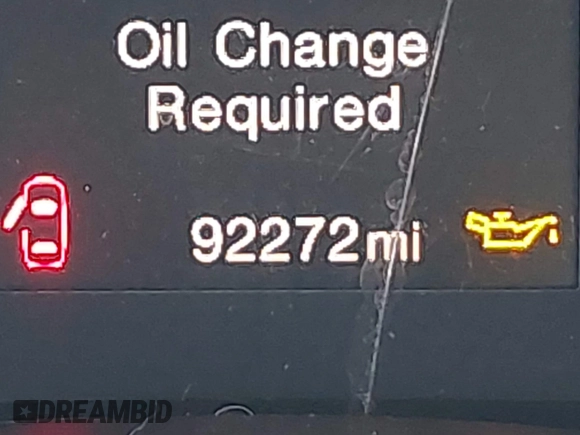 Oil Change
Required
92272mi
DREAMBID